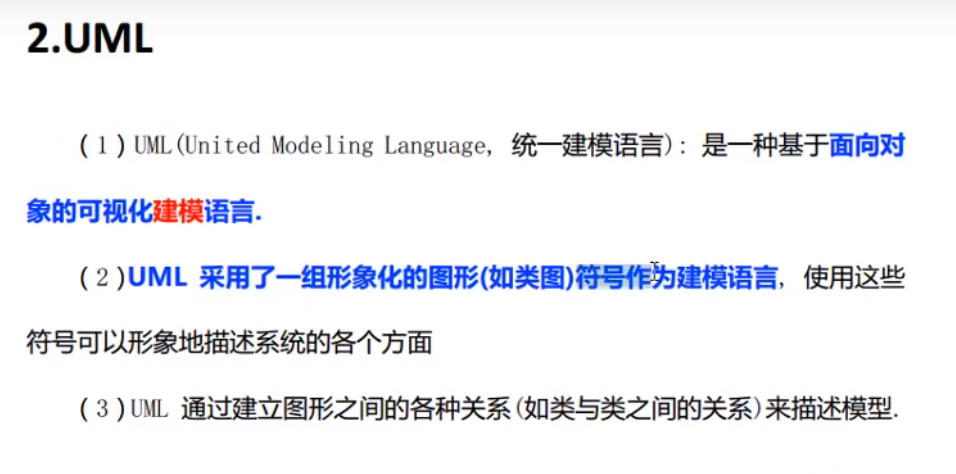 2.UML
(1)UML(United Modeling Language, 统一建模语言): 是一种基于面向对
象的可视化建模语言.
(2)UML 采用了一组形象化的图形(如类图)符号作为建模语言, 使用这些
符号可以形象地描述系统的各个方面
(3)UML 通过建立图形之间的各种关系(如类与类之间的关系)来描述模型.